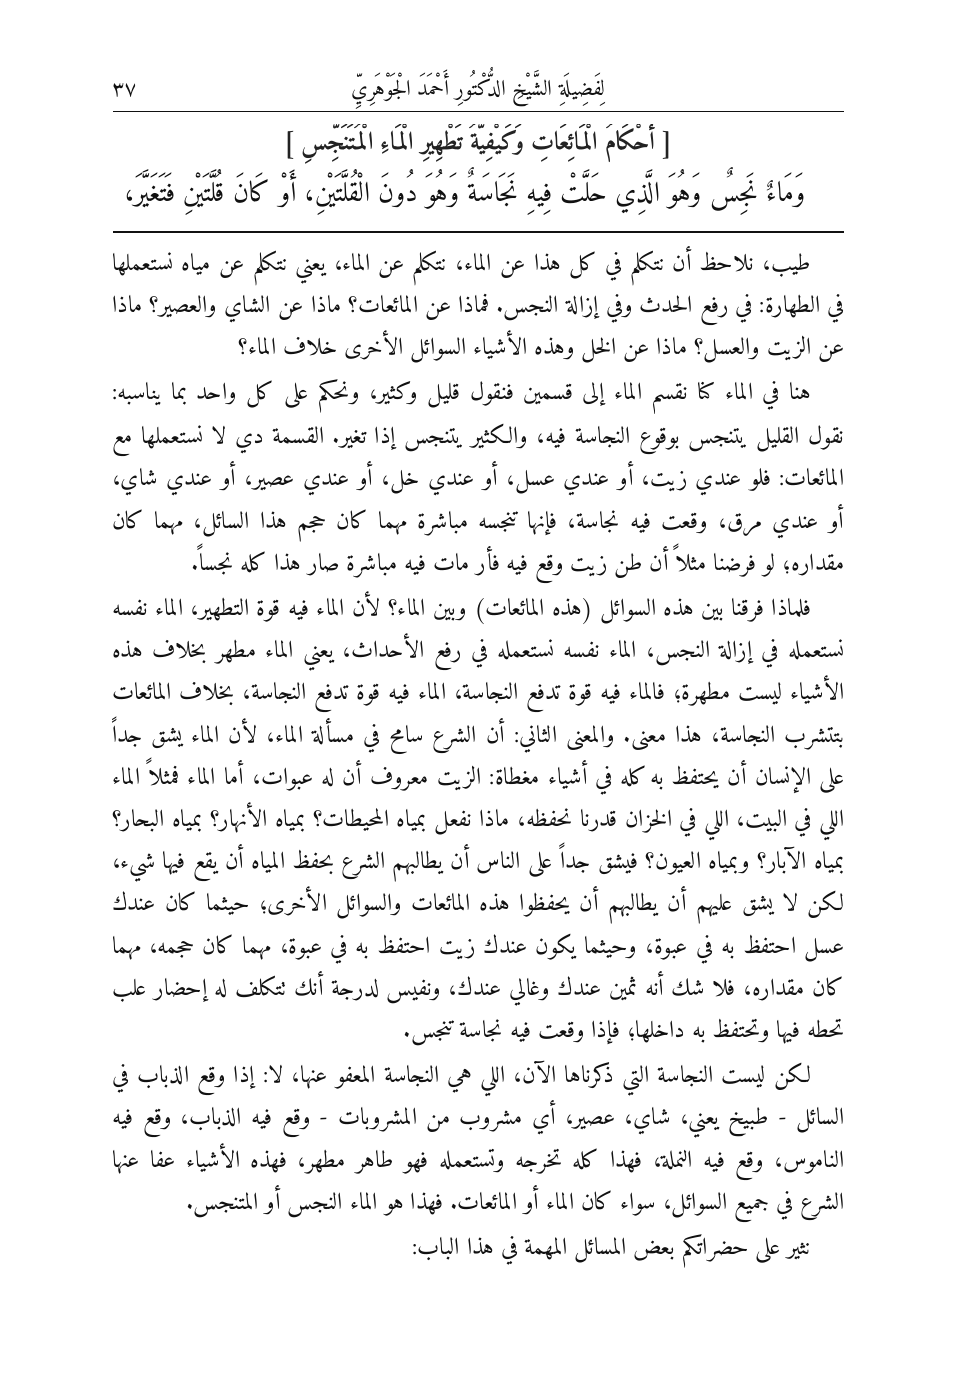 لِفَضِيلَةِ الشَّيْخِ الدُّكْتُورِ أَحْمَدَ الْجَوْهَرِيِّ ٣٧
[ أَحْكَامَ الْمَائِعَاتِ وَكَيْفِيَّةَ تَطْهِيرِ الْمَاءِ الْمَتَنَجِّسِ ]
وَمَاءٌ نَجِسٌ وَهُوَ الَّذِي حَلَّتْ فِيهِ نَجَاسَةٌ وَهُوَ دُونَ الْقُلَّتَيْنِ، أَوْ كَانَ قُلَّتَيْنِ فَتَغَيَّرَ،
طيب، نلاحظ أن نتكلم في كل هذا عن الماء، نتكلم عن الماء، يعني نتكلم عن مياه نستعملها
في الطهارة: في رفع الحدث وفي إزالة النجس. فماذا عن المائعات؟ ماذا عن الشاي والعصير؟ ماذا
عن الزيت والعسل؟ ماذا عن الخل وهذه الأشياء السوائل الأخرى خلاف الماء؟
هنا في الماء كنا نقسم الماء إلى قسمين فنقول قليل وكثير، ونحكم على كل واحد بما يناسبه:
نقول القليل يتنجس بوقوع النجاسة فيه، والكثير يتنجس إذا تغير. القسمة دي لا نستعملها مع
المائعات: فلو عندي زيت، أو عندي عسل، أو عندي خل، أو عندي عصير، أو عندي شاي،
أو عندي مرق، وقعت فيه نجاسة، فإنها تنجسه مباشرة مهما كان حجم هذا السائل، مهما كان
مقداره؛ لو فرضنا مثلاً أن طن زيت وقع فيه فأر مات فيه مباشرة صار هذا كله نجساً.
فلماذا فرقنا بين هذه السوائل (هذه المائعات) وبين الماء؟ لأن الماء فيه قوة التطهير، الماء نفسه
نستعمله في إزالة النجس، الماء نفسه نستعمله في رفع الأحداث، يعني الماء مطهر بخلاف هذه
الأشياء ليست مطهرة؛ فالماء فيه قوة تدفع النجاسة، الماء فيه قوة تدفع النجاسة، بخلاف المائعات
بتتشرب النجاسة، هذا معنى. والمعنى الثاني: أن الشرع سامح في مسألة الماء، لأن الماء يشق جداً
على الإنسان أن يحتفظ به كله في أشياء مغطاة: الزيت معروف أن له عبوات، أما الماء فمثلاً الماء
اللي في البيت، اللي في الخزان قدرنا نحفظه، ماذا نفعل بمياه المحيطات؟ بمياه الأنهار؟ بمياه البحار؟
بمياه الآبار؟ وبمياه العيون؟ فيشق جداً على الناس أن يطالبهم الشرع بحفظ المياه أن يقع فيها شيء،
لكن لا يشق عليهم أن يطالبهم أن يحفظوا هذه المائعات والسوائل الأخرى؛ حيثما كان عندك
عسل احتفظ به في عبوة، وحيثما يكون عندك زيت احتفظ به في عبوة، مهما كان حجمه، مهما
كان مقداره، فلا شك أنه ثمين عندك وغالي عندك، ونفيس لدرجة أنك تتكلف له إحضار علب
تحطه فيها وتحتفظ به داخلها؛ فإذا وقعت فيه نجاسة تنجس.
لكن ليست النجاسة التي ذكرناها الآن، اللي هي النجاسة المعفو عنها، لا: إذا وقع الذباب في
السائل - طبيخ يعني، شاي، عصير، أي مشروب من المشروبات - وقع فيه الذباب، وقع فيه
الناموس، وقع فيه النملة، فهذا كله تخرجه وتستعمله فهو طاهر مطهر، فهذه الأشياء عفا عنها
الشرع في جميع السوائل، سواء كان الماء أو المائعات. فهذا هو الماء النجس أو المتنجس.
نثير على حضراتكم بعض المسائل المهمة في هذا الباب: